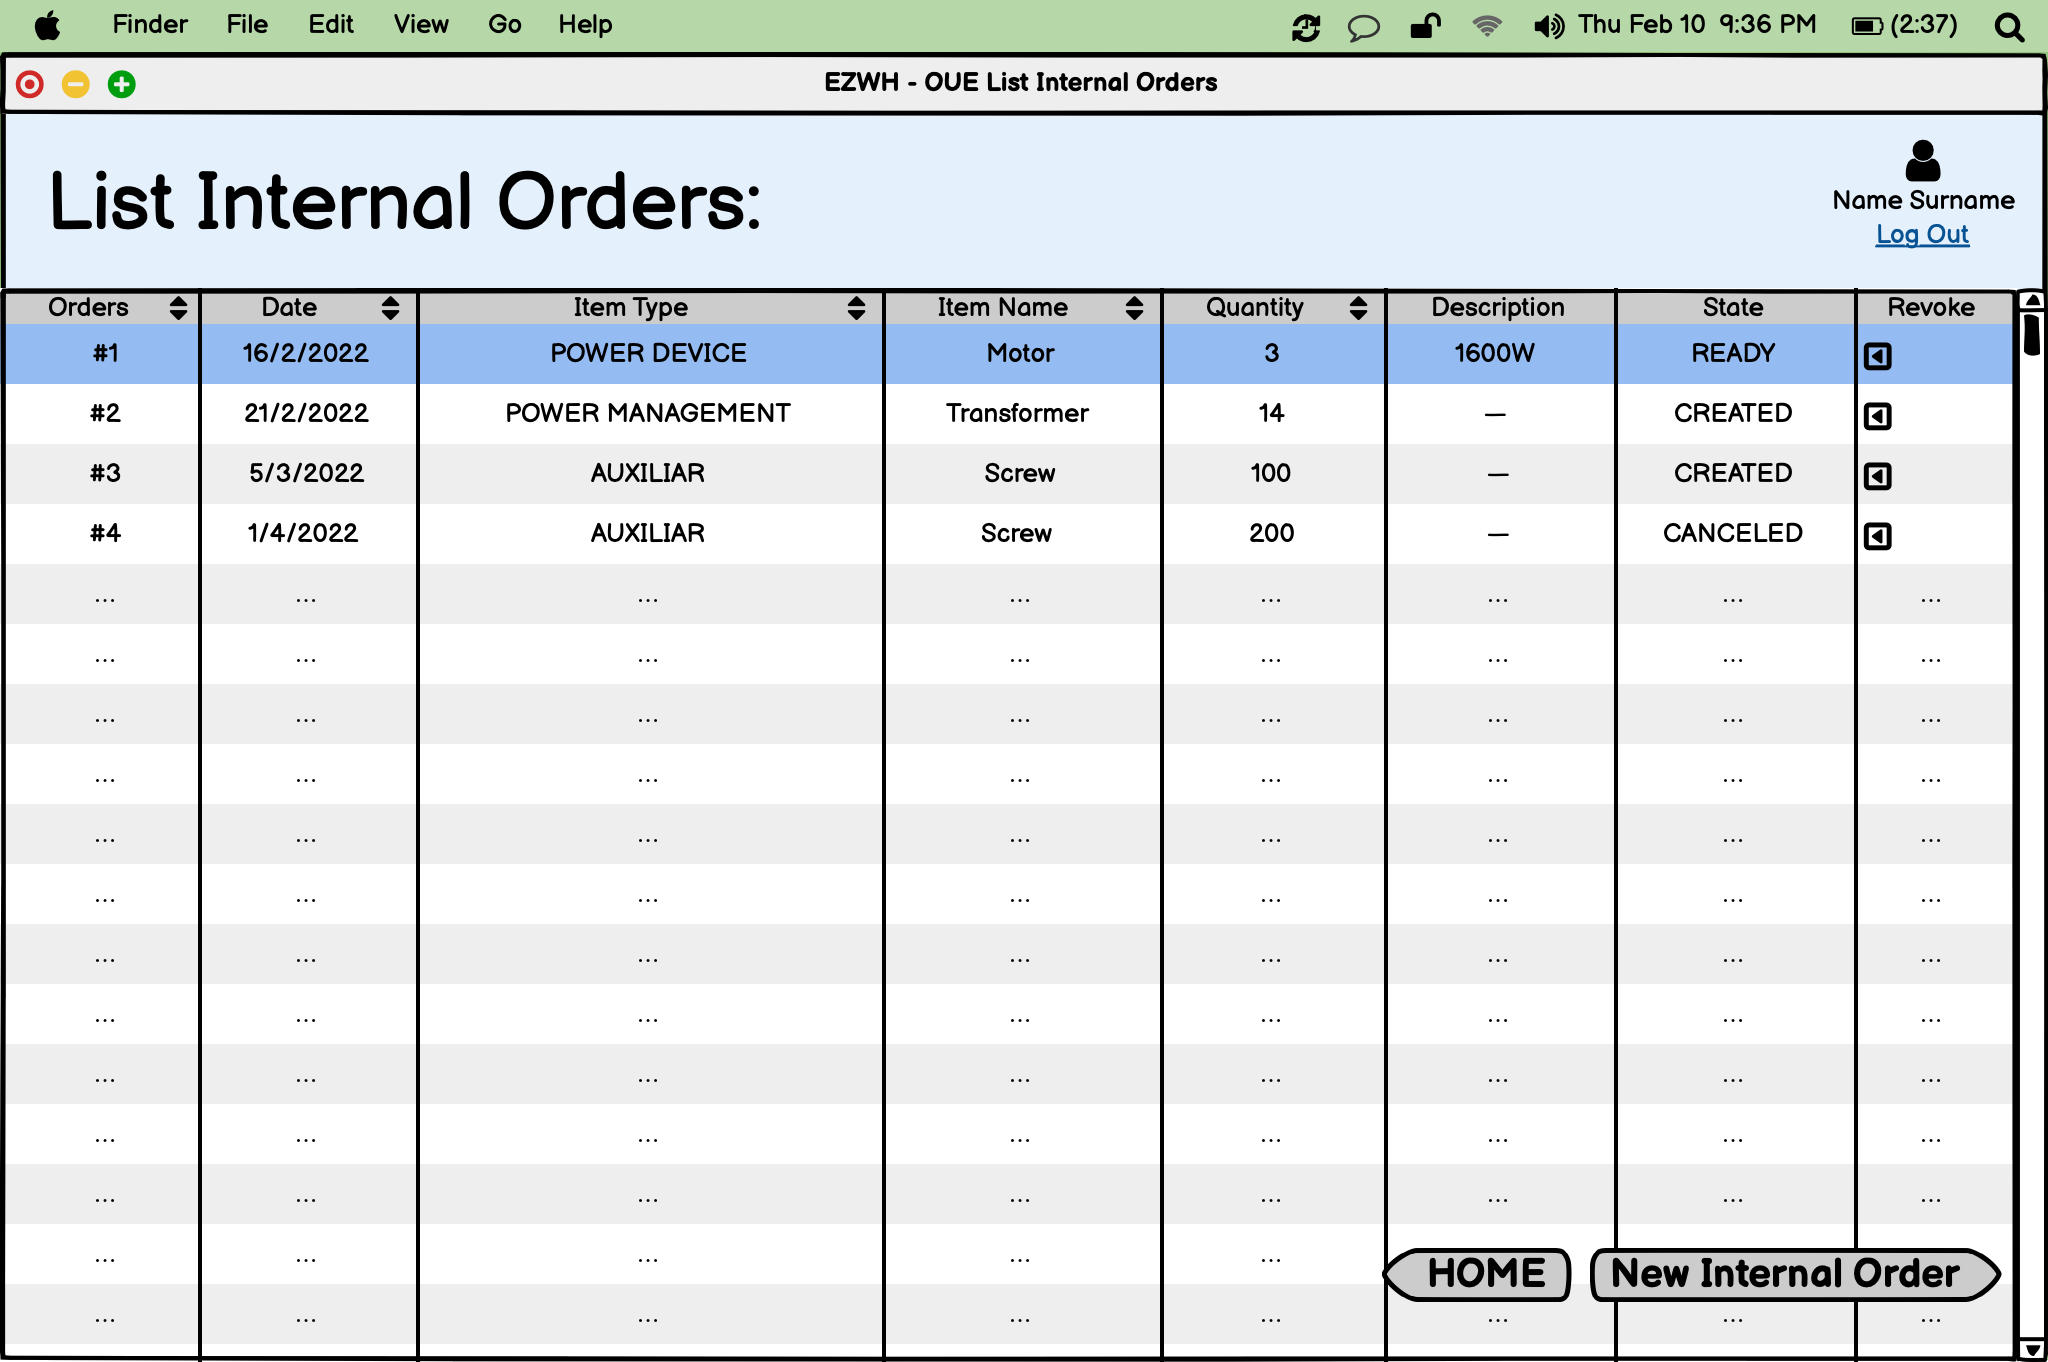 Finder File Edit View Go Help Thu Feb 10 9:36 PM (2:37)
EZWH - OUE List Internal Orders
List Internal Orders:
Name Surname
Log Out
Orders Date Item Type Item Name Quantity Description State Revoke
#1 16/2/2022 POWER DEVICE Motor 3 1600W READY
#2 21/2/2022 POWER MANAGEMENT Transformer 14 — CREATED
#3 5/3/2022 AUXILIAR Screw 100 — CREATED
#4 1/4/2022 AUXILIAR Screw 200 — CANCELED
... ... ... ... ... ... ... ...
... ... ... ... ... ... ... ...
... ... ... ... ... ... ... ...
... ... ... ... ... ... ... ...
... ... ... ... ... ... ... ...
... ... ... ... ... ... ... ...
... ... ... ... ... ... ... ...
... ... ... ... ... ... ... ...
... ... ... ... ... ... ... ...
... ... ... ... ... ... ... ...
... ... ... ... ... ... ... ...
... ... ... ... ...
HOME New Internal Order
... ... ... ... ... ... ... ...